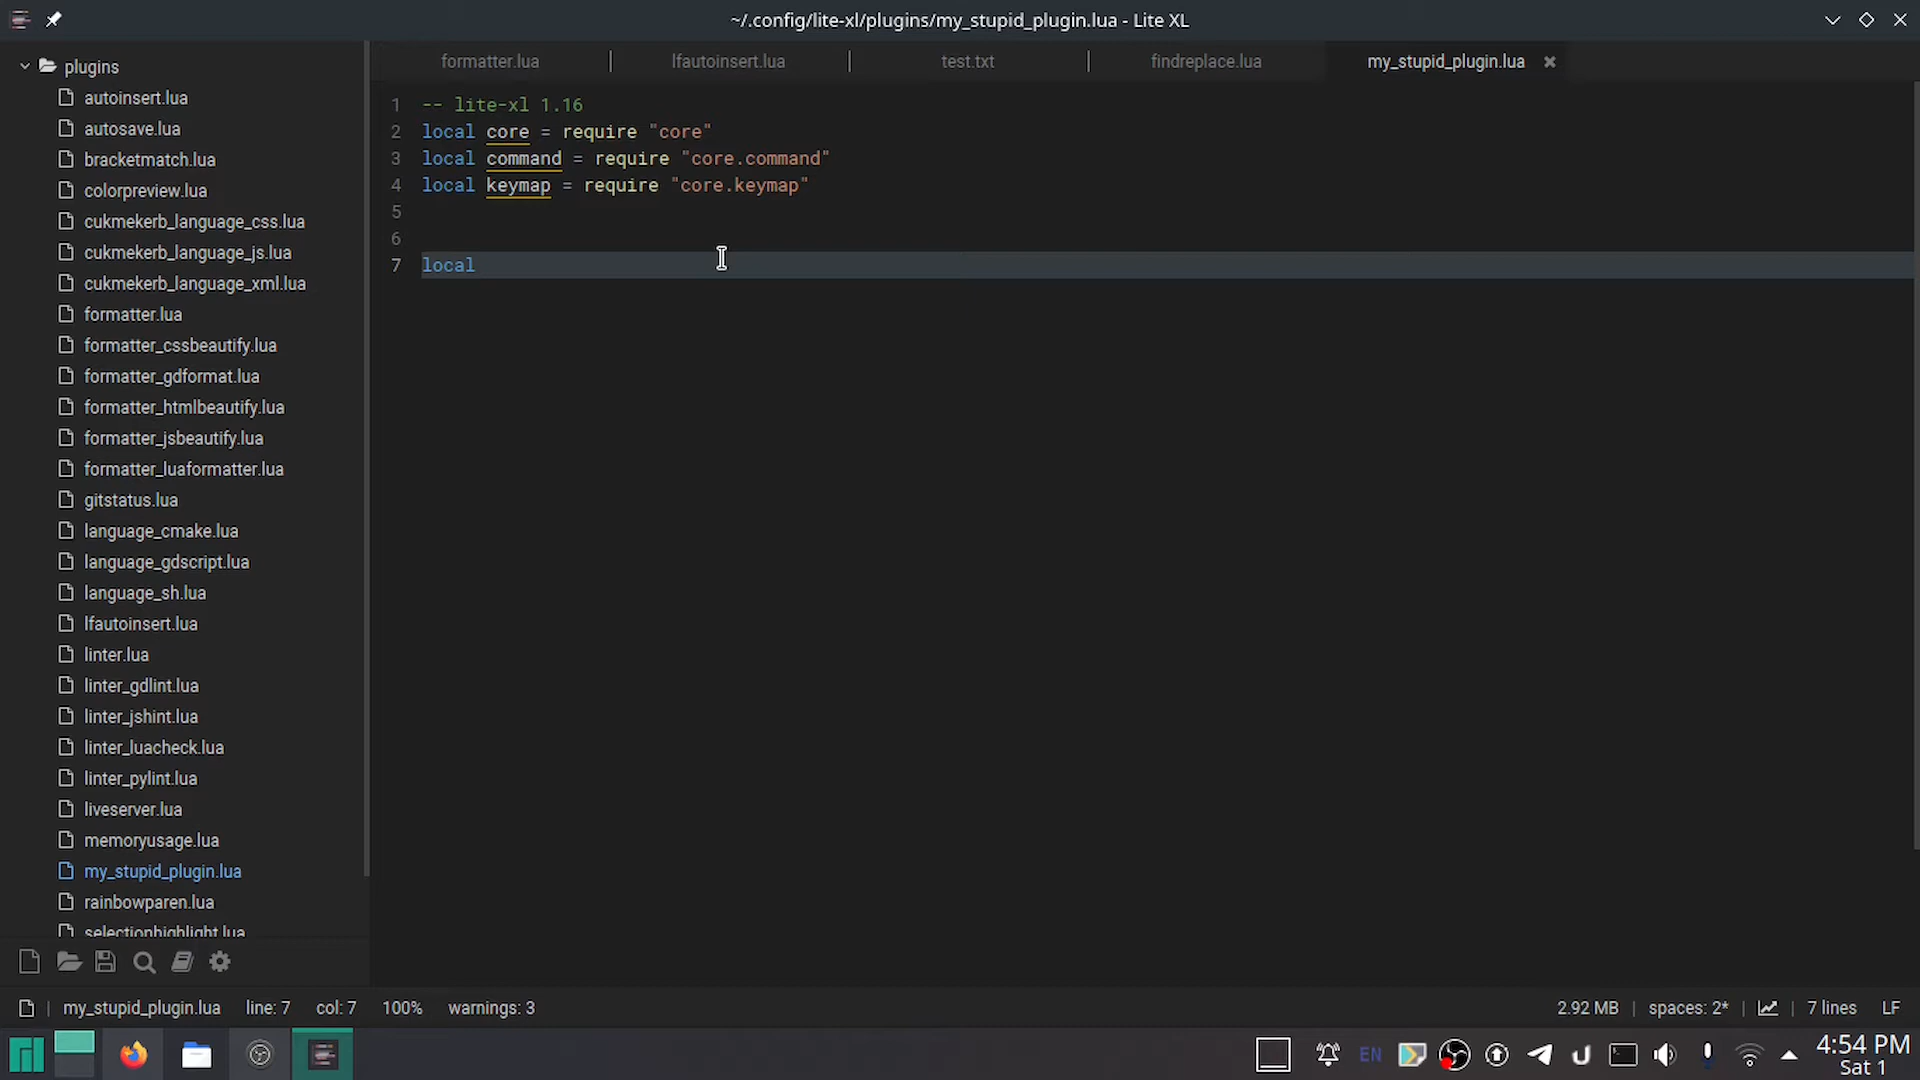 ~/.config/lite-xl/plugins/my_stupid_plugin.lua - Lite XL
plugins
autoinsert.lua
autosave.lua
bracketmatch.lua
colorpreview.lua
cukmekerb_language_css.lua
cukmekerb_language_js.lua
cukmekerb_language_xml.lua
formatter.lua
formatter_cssbeautify.lua
formatter_gdformat.lua
formatter_htmlbeautify.lua
formatter_jsbeautify.lua
formatter_luaformatter.lua
gitstatus.lua
language_cmake.lua
language_gdscript.lua
language_sh.lua
lfautoinsert.lua
linter.lua
linter_gdlint.lua
linter_jshint.lua
linter_luacheck.lua
linter_pylint.lua
liveserver.lua
memoryusage.lua
my_stupid_plugin.lua
rainbowparen.lua
selectionhighlight.lua
formatter.lua | lfautoinsert.lua | test.txt | findreplace.lua my_stupid_plugin.lua
1 -- lite-xl 1.16
2 local core = require "core"
3 local command = require "core.command"
4 local keymap = require "core.keymap"
5
6
7 local
my_stupid_plugin.lua line: 7 col: 7 100% warnings: 3 2.92 MB | spaces: 2* | 7 lines LF
EN 4:54 PM
Sat 1